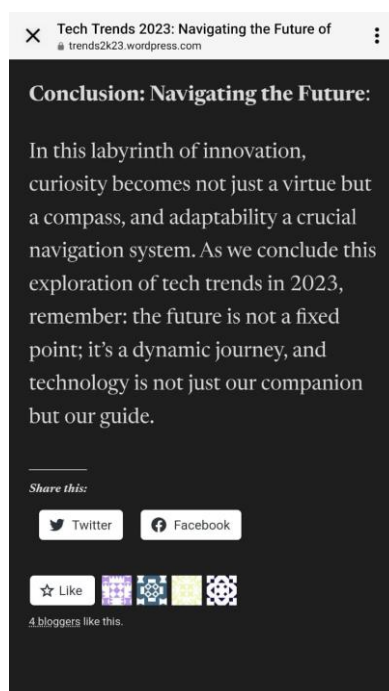 Tech Trends 2023: Navigating the Future of
trends2k23.wordpress.com
Conclusion: Navigating the Future:
In this labyrinth of innovation,
curiosity becomes not just a virtue but
a compass, and adaptability a crucial
navigation system. As we conclude this
exploration of tech trends in 2023,
remember: the future is not a fixed
point; it’s a dynamic journey, and
technology is not just our companion
but our guide.
Share this:
Twitter Facebook
Like
4 bloggers like this.